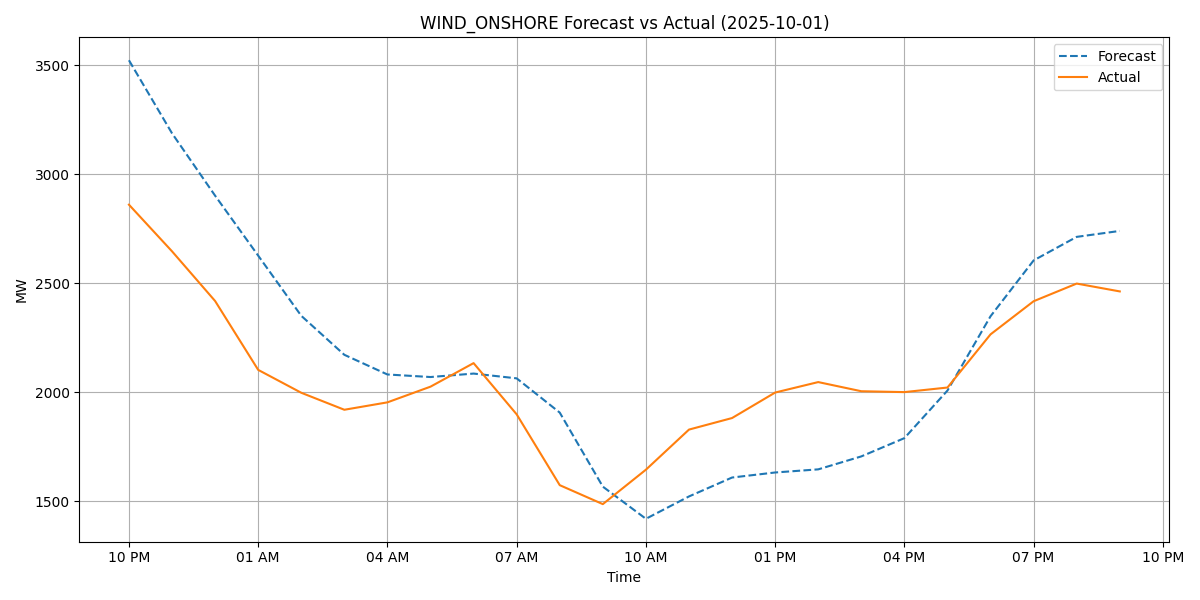 WIND_ONSHORE Forecast vs Actual (2025-10-01)
Forecast
Actual
MW
3500
3000
2500
2000
1500
10 PM 01 AM 04 AM 07 AM 10 AM 01 PM 04 PM 07 PM 10 PM
Time